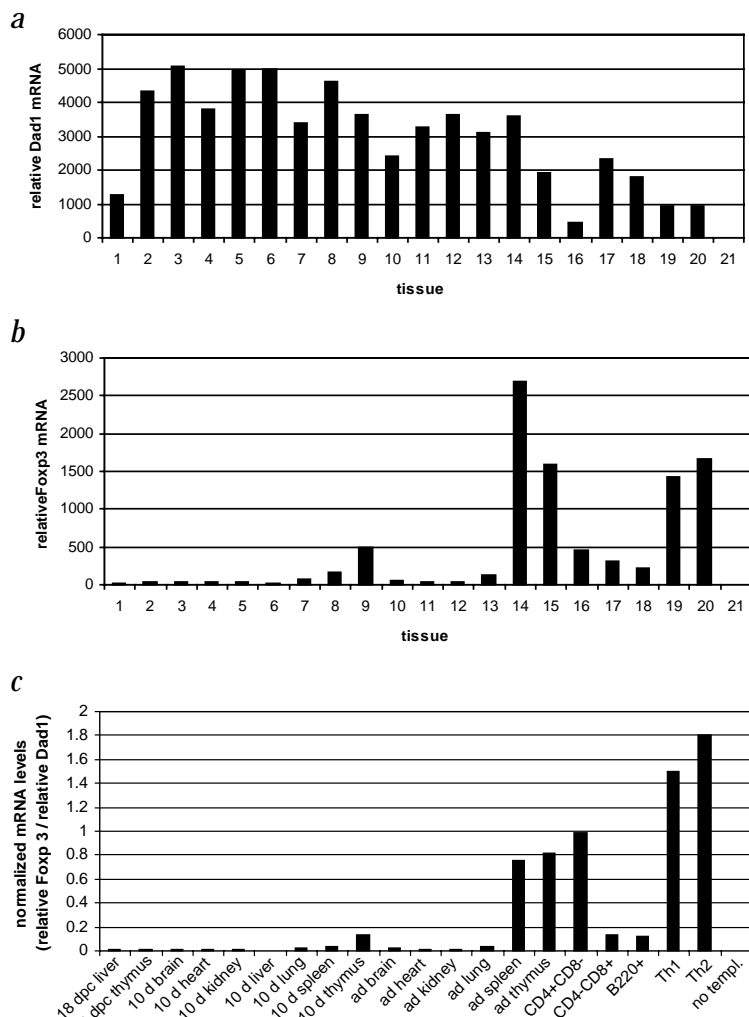 a
6000
5000
4000
3000
2000
1000
0
relative Dad1 mRNA
1 2 3 4 5 6 7 8 9 10 11 12 13 14 15 16 17 18 19 20 21
tissue
b
3000
2500
2000
1500
1000
500
0
relativeFoxp3 mRNA
1 2 3 4 5 6 7 8 9 10 11 12 13 14 15 16 17 18 19 20 21
tissue
c
2
1.8
1.6
1.4
1.2
1
0.8
0.6
0.4
0.2
0
normalized mRNA levels
(relative Foxp 3 / relative Dad1)
18 dpc liver
dpc thymus
10 d brain
10 d heart
10 d kidney
10 d liver
10 d lung
10 d spleen
10 d thymus
ad brain
ad heart
ad kidney
ad lung
ad spleen
ad thymus
CD4+CD8-
CD4-CD8+
B220+
Th1
Th2
no templ.